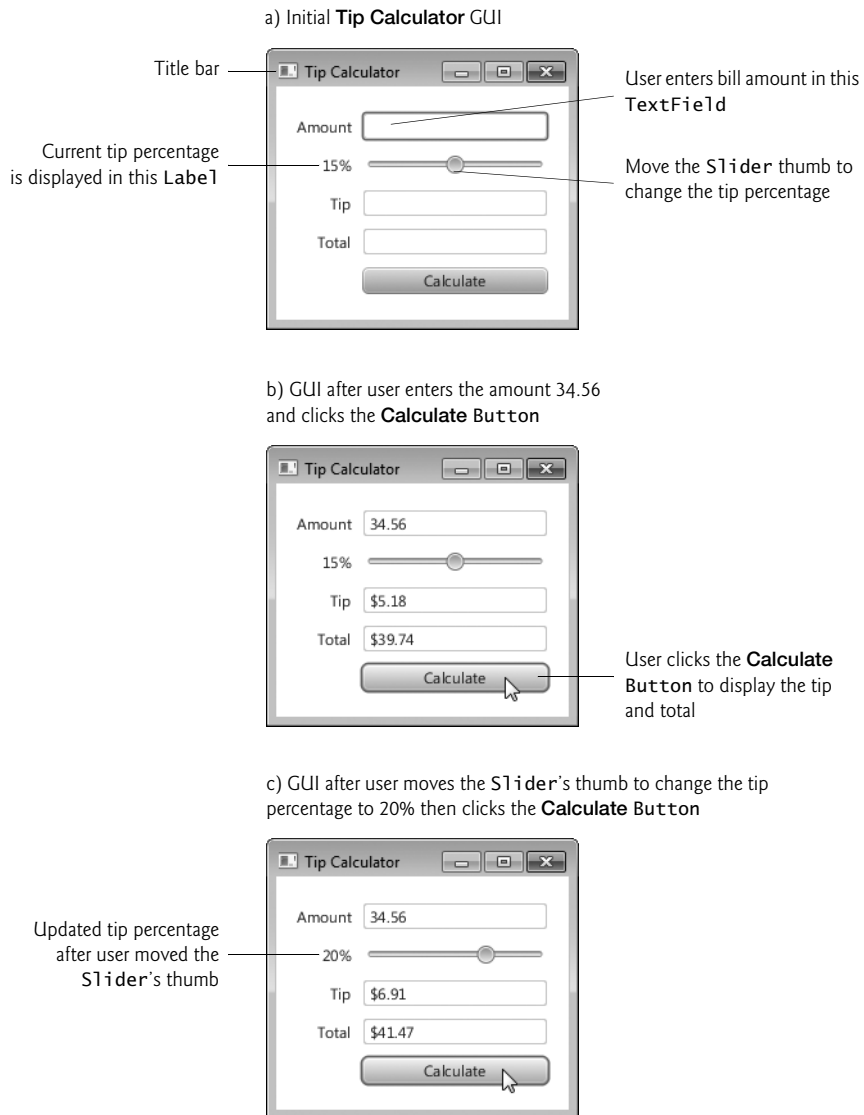 a) Initial Tip Calculator GUI
Title bar
Tip Calculator
User enters bill amount in this
TextField
Amount
Current tip percentage
is displayed in this Label
15%
Move the Slider thumb to
change the tip percentage
Tip
Total
Calculate
b) GUI after user enters the amount 34.56
and clicks the Calculate Button
Tip Calculator
Amount 34.56
15%
Tip $5.18
Total $39.74
Calculate
User clicks the Calculate
Button to display the tip
and total
c) GUI after user moves the Slider's thumb to change the tip
percentage to 20% then clicks the Calculate Button
Tip Calculator
Amount 34.56
Updated tip percentage
after user moved the
Slider's thumb
20%
Tip $6.91
Total $41.47
Calculate